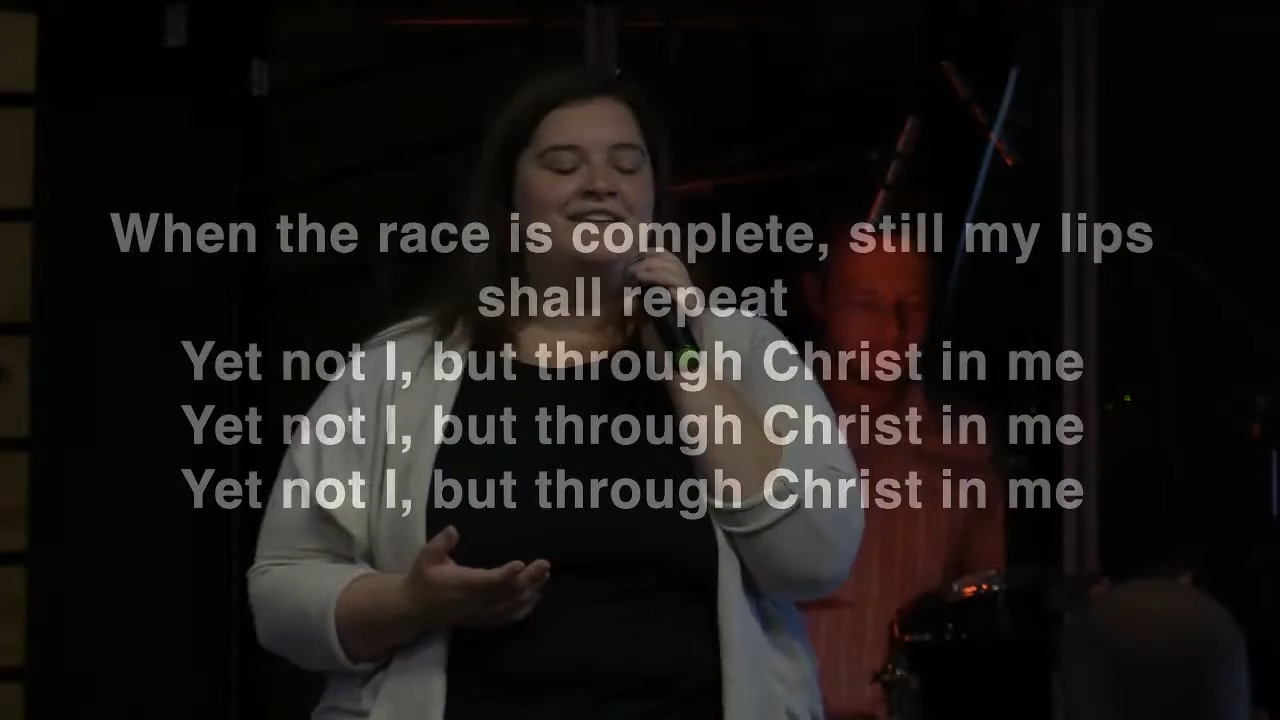 When the race is complete, still my lips
shall repeat
Yet not I, but through Christ in me
Yet not I, but through Christ in me
Yet not I, but through Christ in me